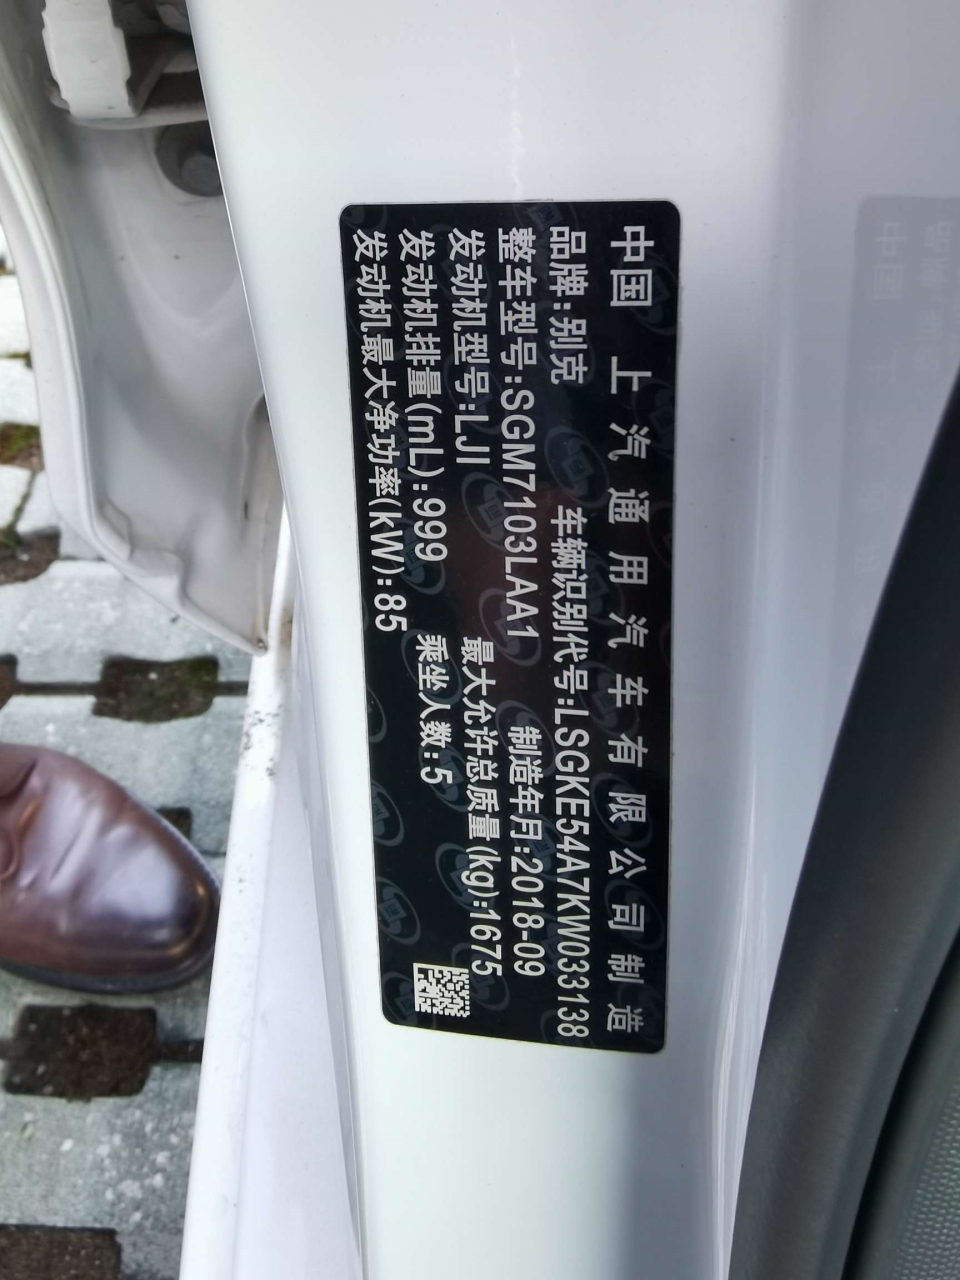 中国 上汽通用汽车有限公司制造
品牌:别克 车辆识别代号:LSGKE54A7KW033138
整车型号:SGM7103LAA1 制造年月:2018-09
发动机型号:LJI 最大允许总质量(kg):1675
发动机排量(mL):999 乘坐人数:5
发动机最大净功率(kW):85